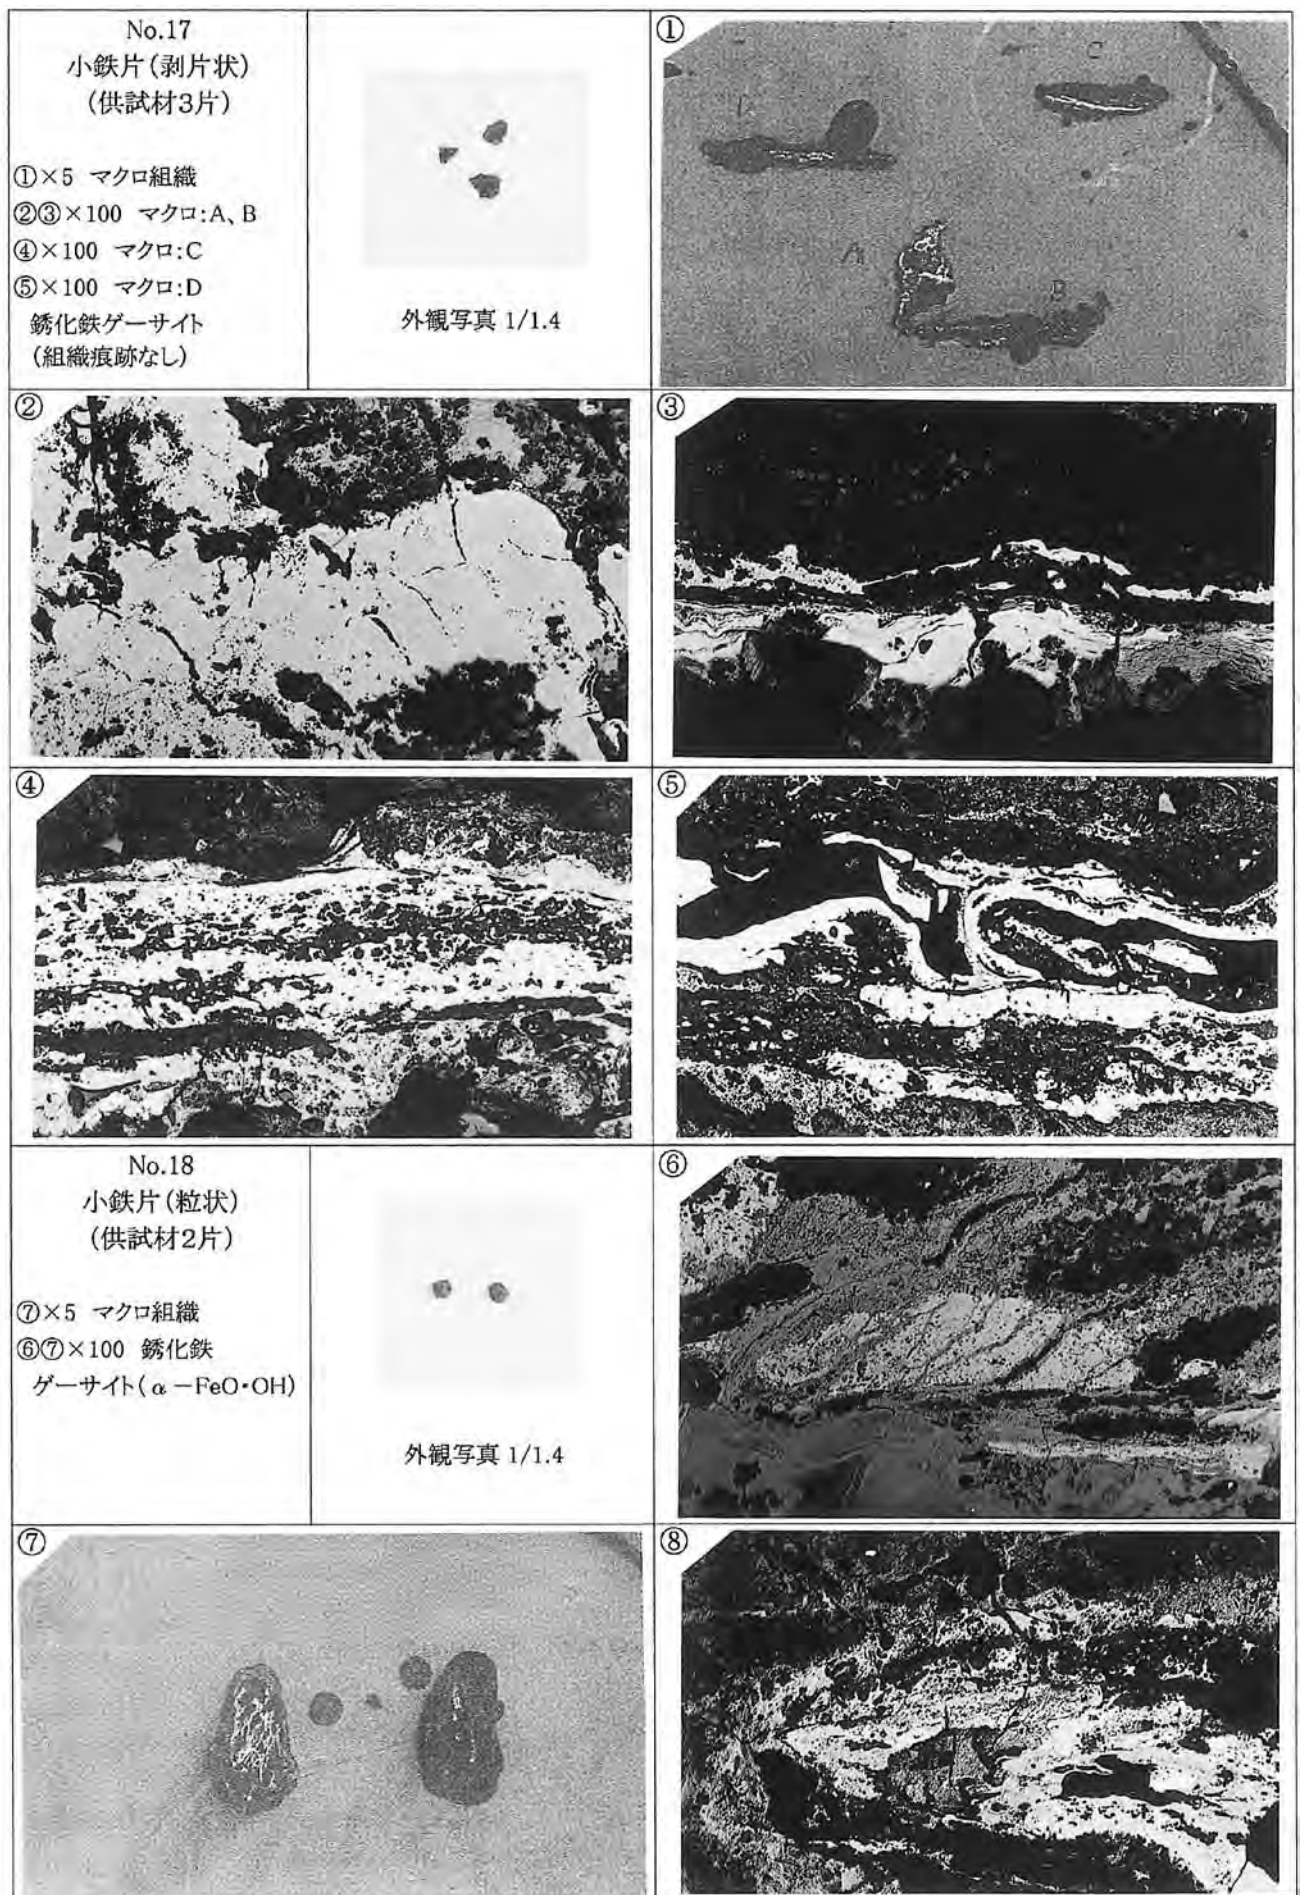 No.17
小鉄片(剥片状)
(供試材3片)
①×5 マクロ組織
②③×100 マクロ:A、B
④×100 マクロ:C
⑤×100 マクロ:D
銹化鉄ゲーサイト
(組織痕跡なし)
外観写真 1/1.4
①
C
A
B
②
③
④
⑤
No.18
小鉄片(粒状)
(供試材2片)
⑦×5 マクロ組織
⑥⑦×100 銹化鉄
ゲーサイト(α-FeO・OH)
外観写真 1/1.4
⑥
⑦
⑧